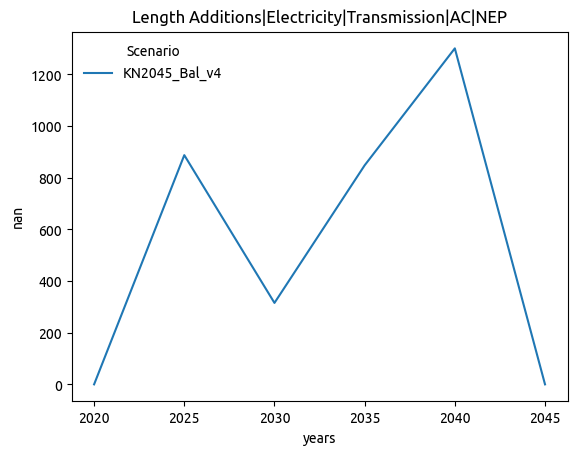 Length Additions|Electricity|Transmission|AC|NEP
Scenario
KN2045_Bal_v4
1200
1000
800
600
400
200
0
nan
2020 2025 2030 2035 2040 2045
years